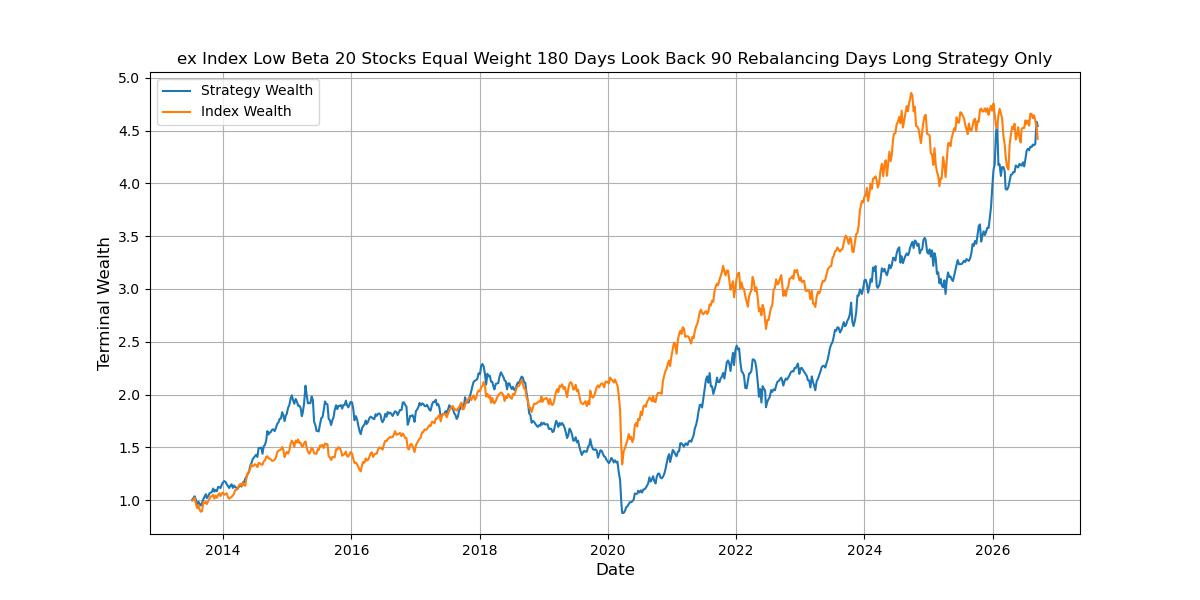 ex Index Low Beta 20 Stocks Equal Weight 180 Days Look Back 90 Rebalancing Days Long Strategy Only
Strategy Wealth
Index Wealth
Terminal Wealth
5.0
4.5
4.0
3.5
3.0
2.5
2.0
1.5
1.0
2014 2016 2018 2020 2022 2024 2026
Date